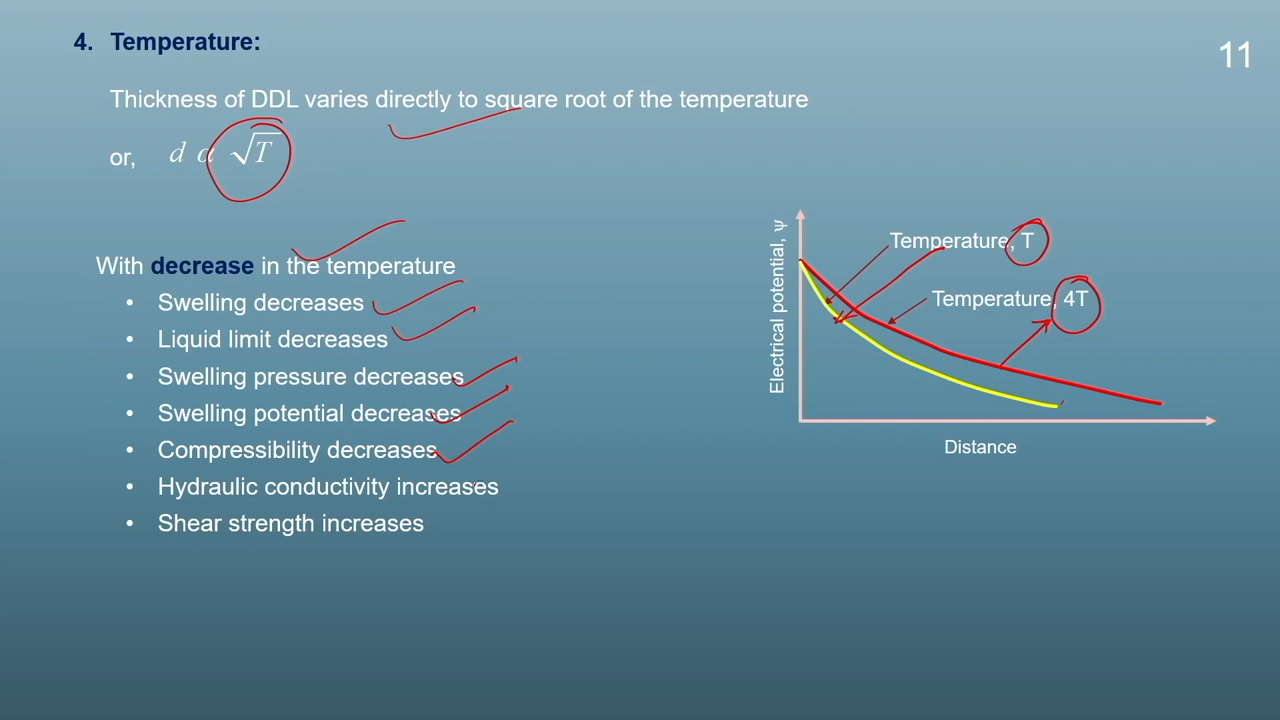 4. Temperature:
11
Thickness of DDL varies directly to square root of the temperature
or, d α √T
With decrease in the temperature
• Swelling decreases
• Liquid limit decreases
• Swelling pressure decreases
• Swelling potential decreases
• Compressibility decreases
• Hydraulic conductivity increases
• Shear strength increases
Electrical potential, ψ
Temperature, T
Temperature, 4T
Distance